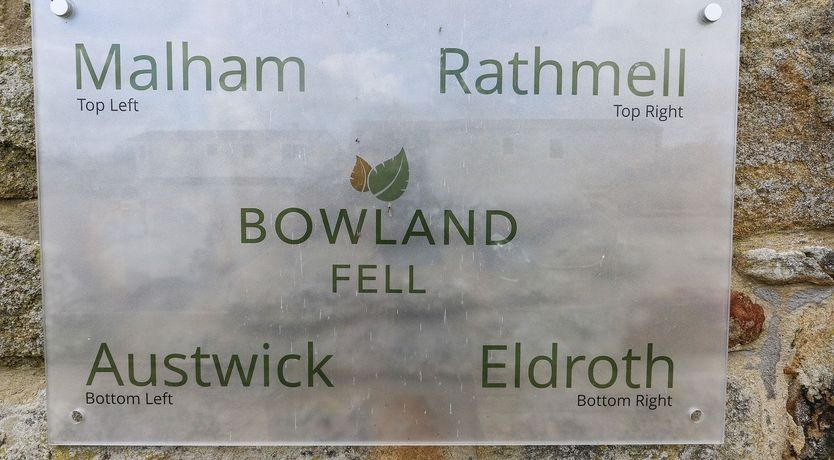 Malham
Top Left
Rathmell
Top Right
BOWLAND
FELL
Austwick
Bottom Left
Eldroth
Bottom Right